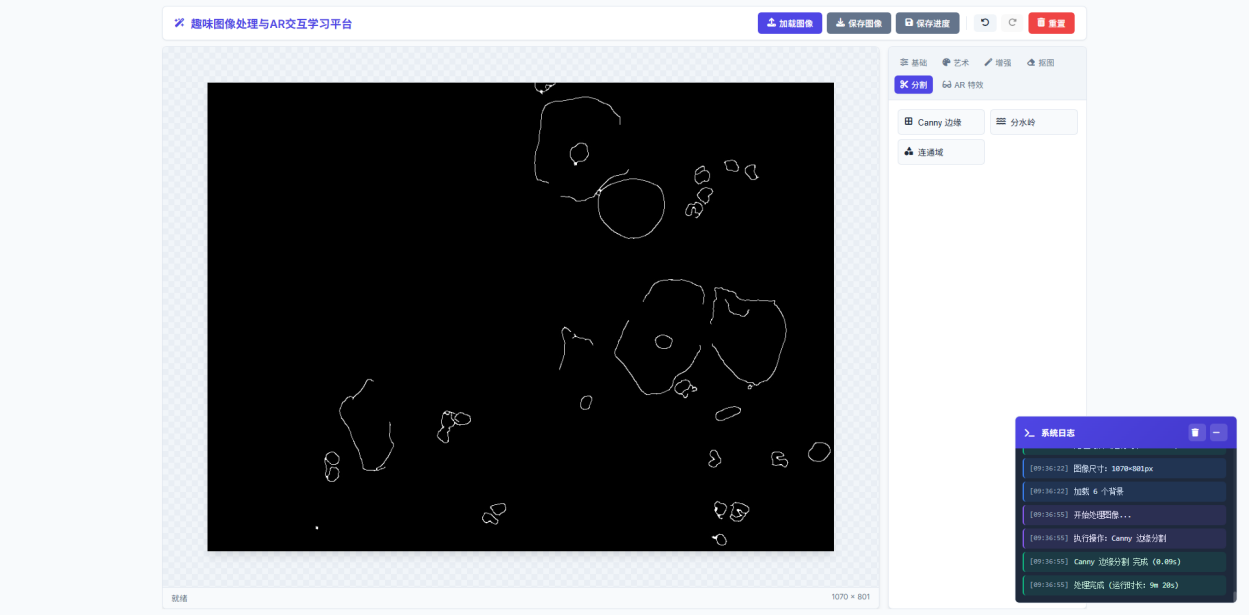 趣味图像处理与AR交互学习平台
加载图像 保存图像 保存进度 重置
基础 艺术 增强 抠图
分割 AR 特效
Canny 边缘 分水岭
连通域
系统日志
[09:36:22] 图像尺寸: 1070×801px
[09:36:22] 加载 6 个背景
[09:36:55] 开始处理图像...
[09:36:55] 执行操作: Canny 边缘分割
[09:36:55] Canny 边缘分割 完成 (0.09s)
[09:36:55] 处理完成 (运行时长: 9m 20s)
就绪 1070 × 801